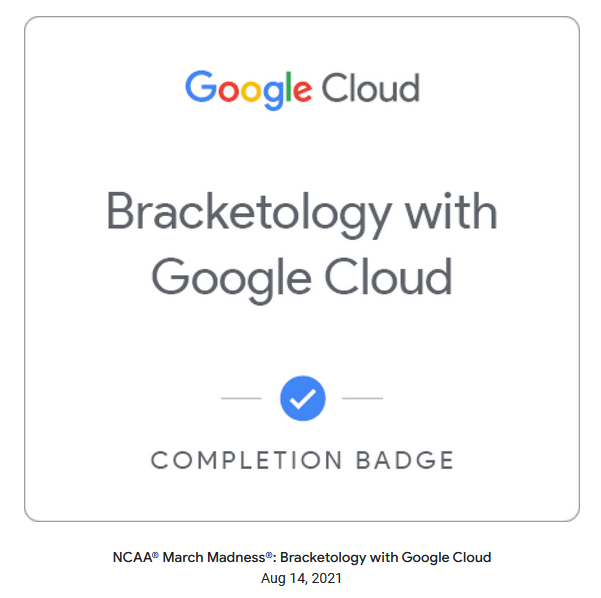 Google Cloud
Bracketology with
Google Cloud
COMPLETION BADGE
NCAA® March Madness®: Bracketology with Google Cloud
Aug 14, 2021